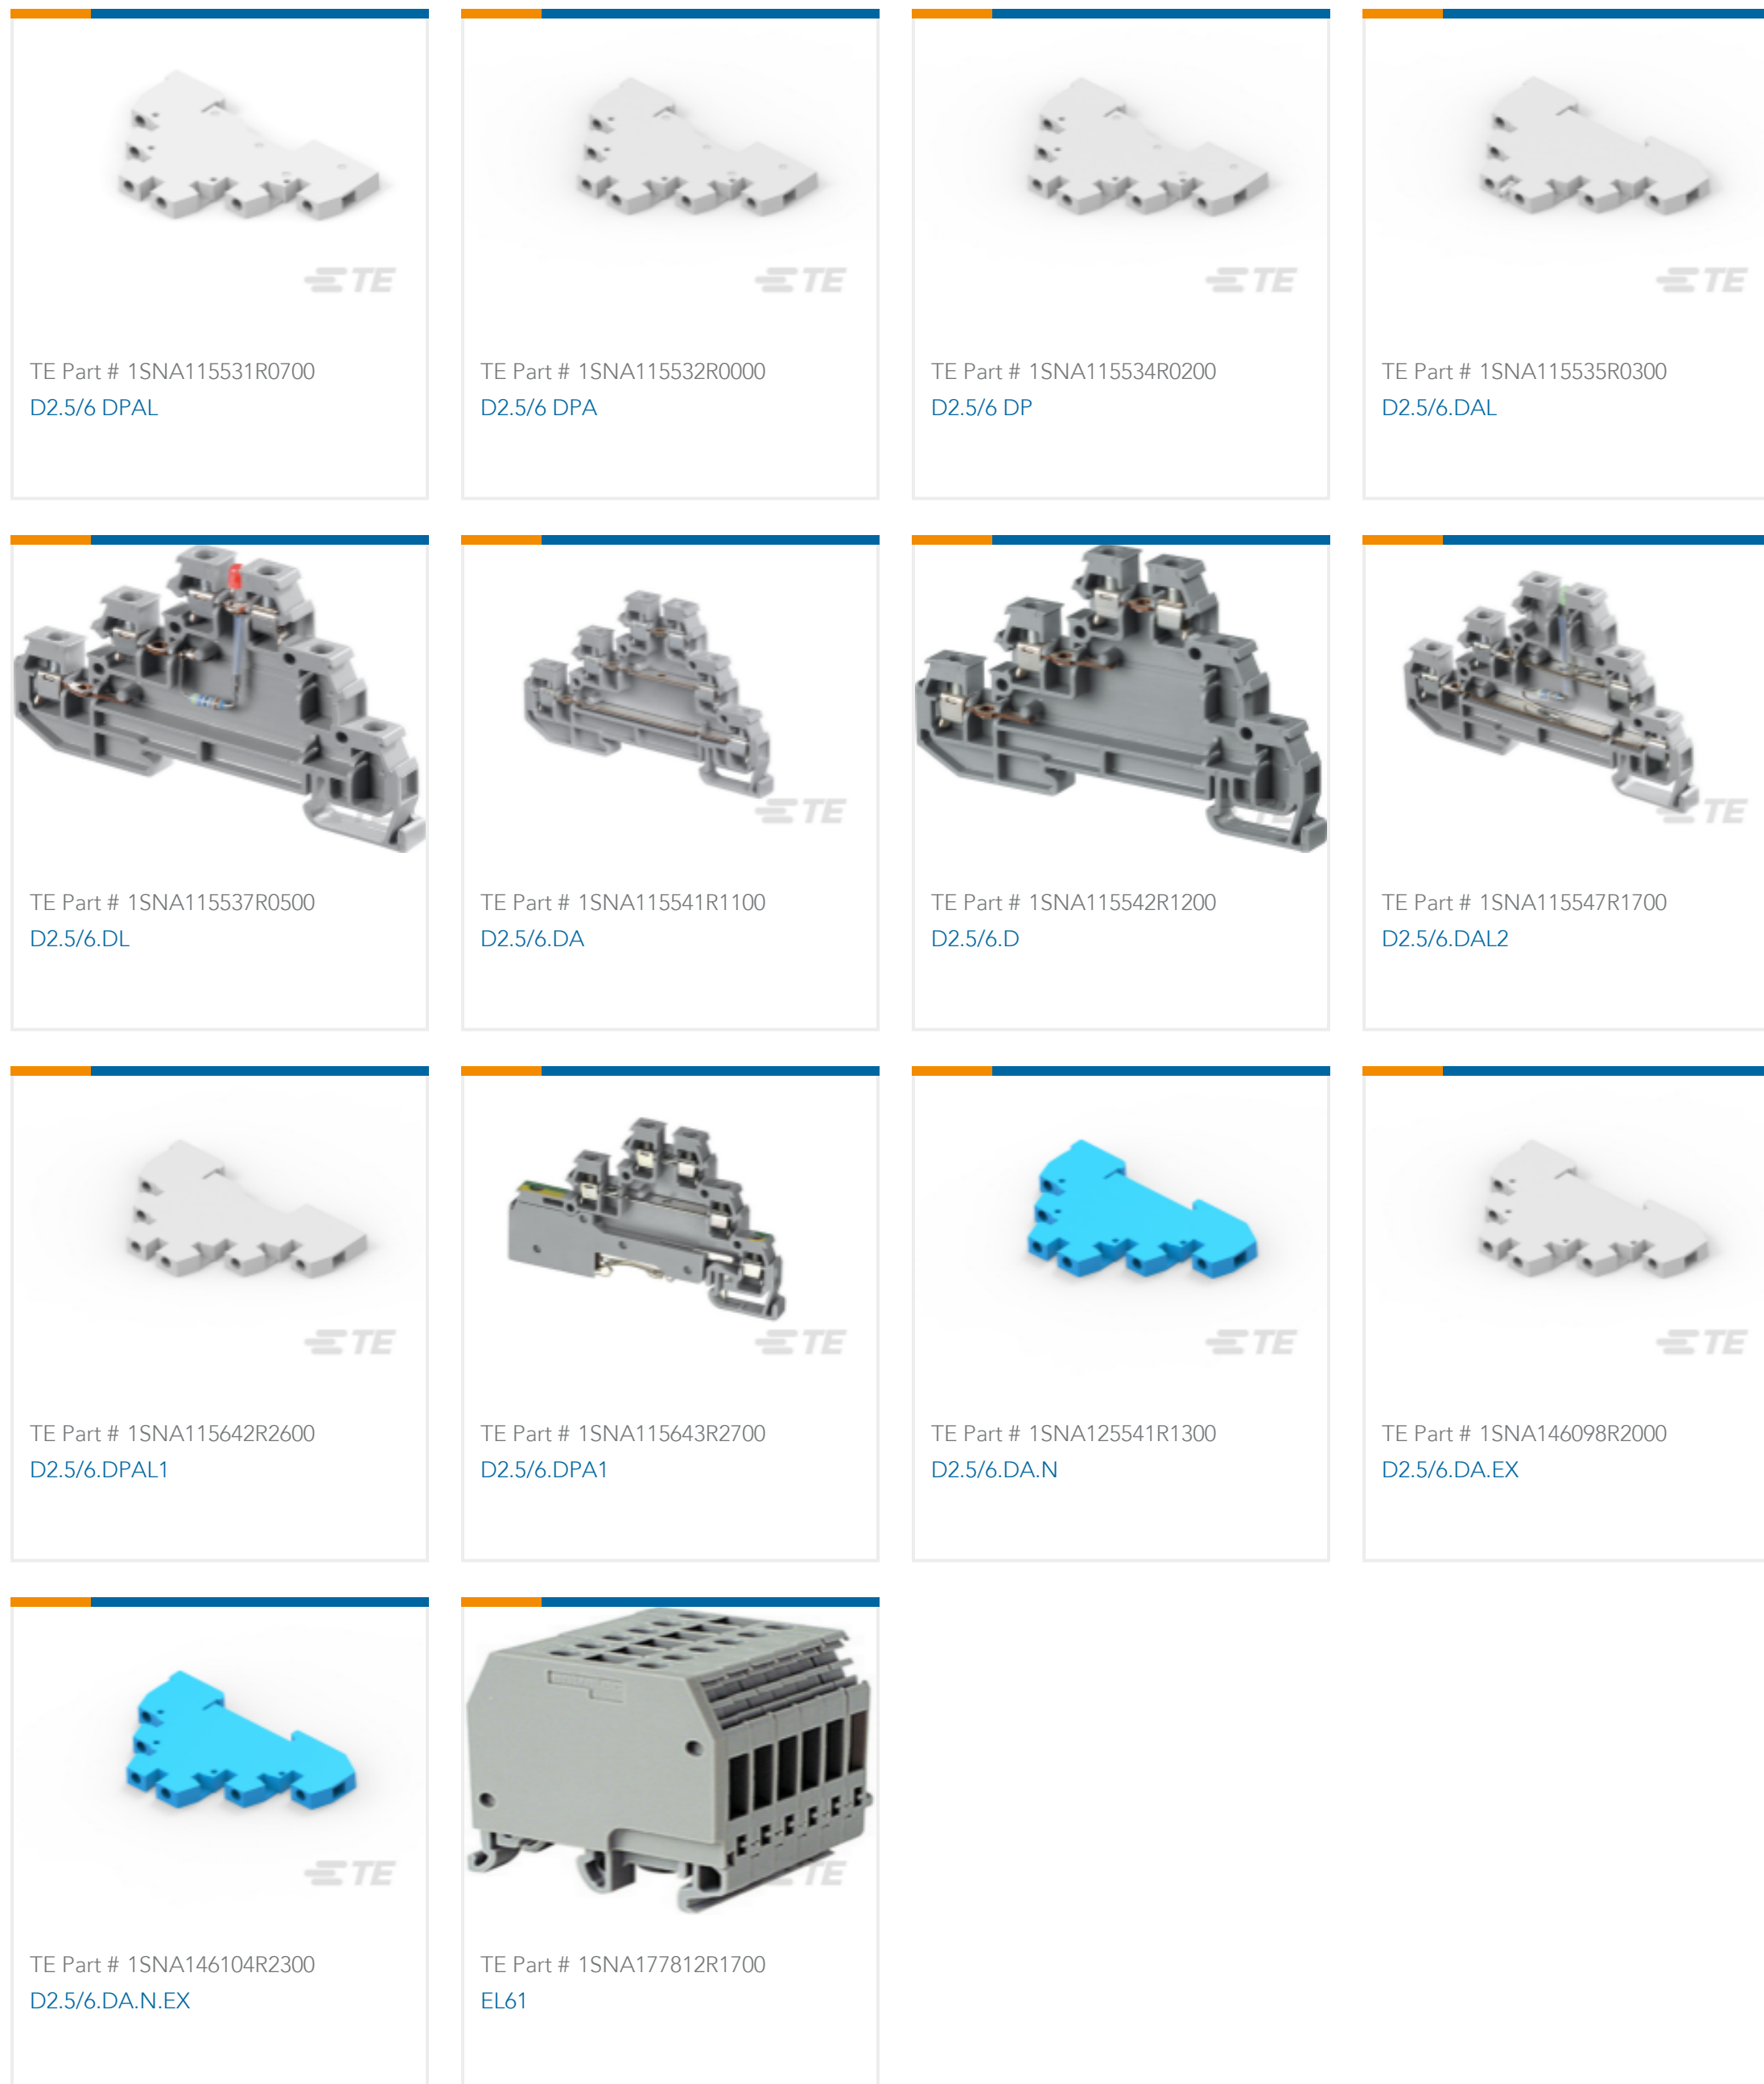 TE
TE
TE
TE
TE Part # 1SNA115531R0700
D2.5/6 DPAL
TE Part # 1SNA115532R0000
D2.5/6 DPA
TE Part # 1SNA115534R0200
D2.5/6 DP
TE Part # 1SNA115535R0300
D2.5/6.DAL
TE
TE
TE
TE Part # 1SNA115537R0500
D2.5/6.DL
TE Part # 1SNA115541R1100
D2.5/6.DA
TE Part # 1SNA115542R1200
D2.5/6.D
TE Part # 1SNA115547R1700
D2.5/6.DAL2
TE
TE
TE
TE
TE Part # 1SNA115642R2600
D2.5/6.DPAL1
TE Part # 1SNA115643R2700
D2.5/6.DPA1
TE Part # 1SNA125541R1300
D2.5/6.DA.N
TE Part # 1SNA146098R2000
D2.5/6.DA.EX
TE
TE
TE Part # 1SNA146104R2300
D2.5/6.DA.N.EX
TE Part # 1SNA177812R1700
EL61